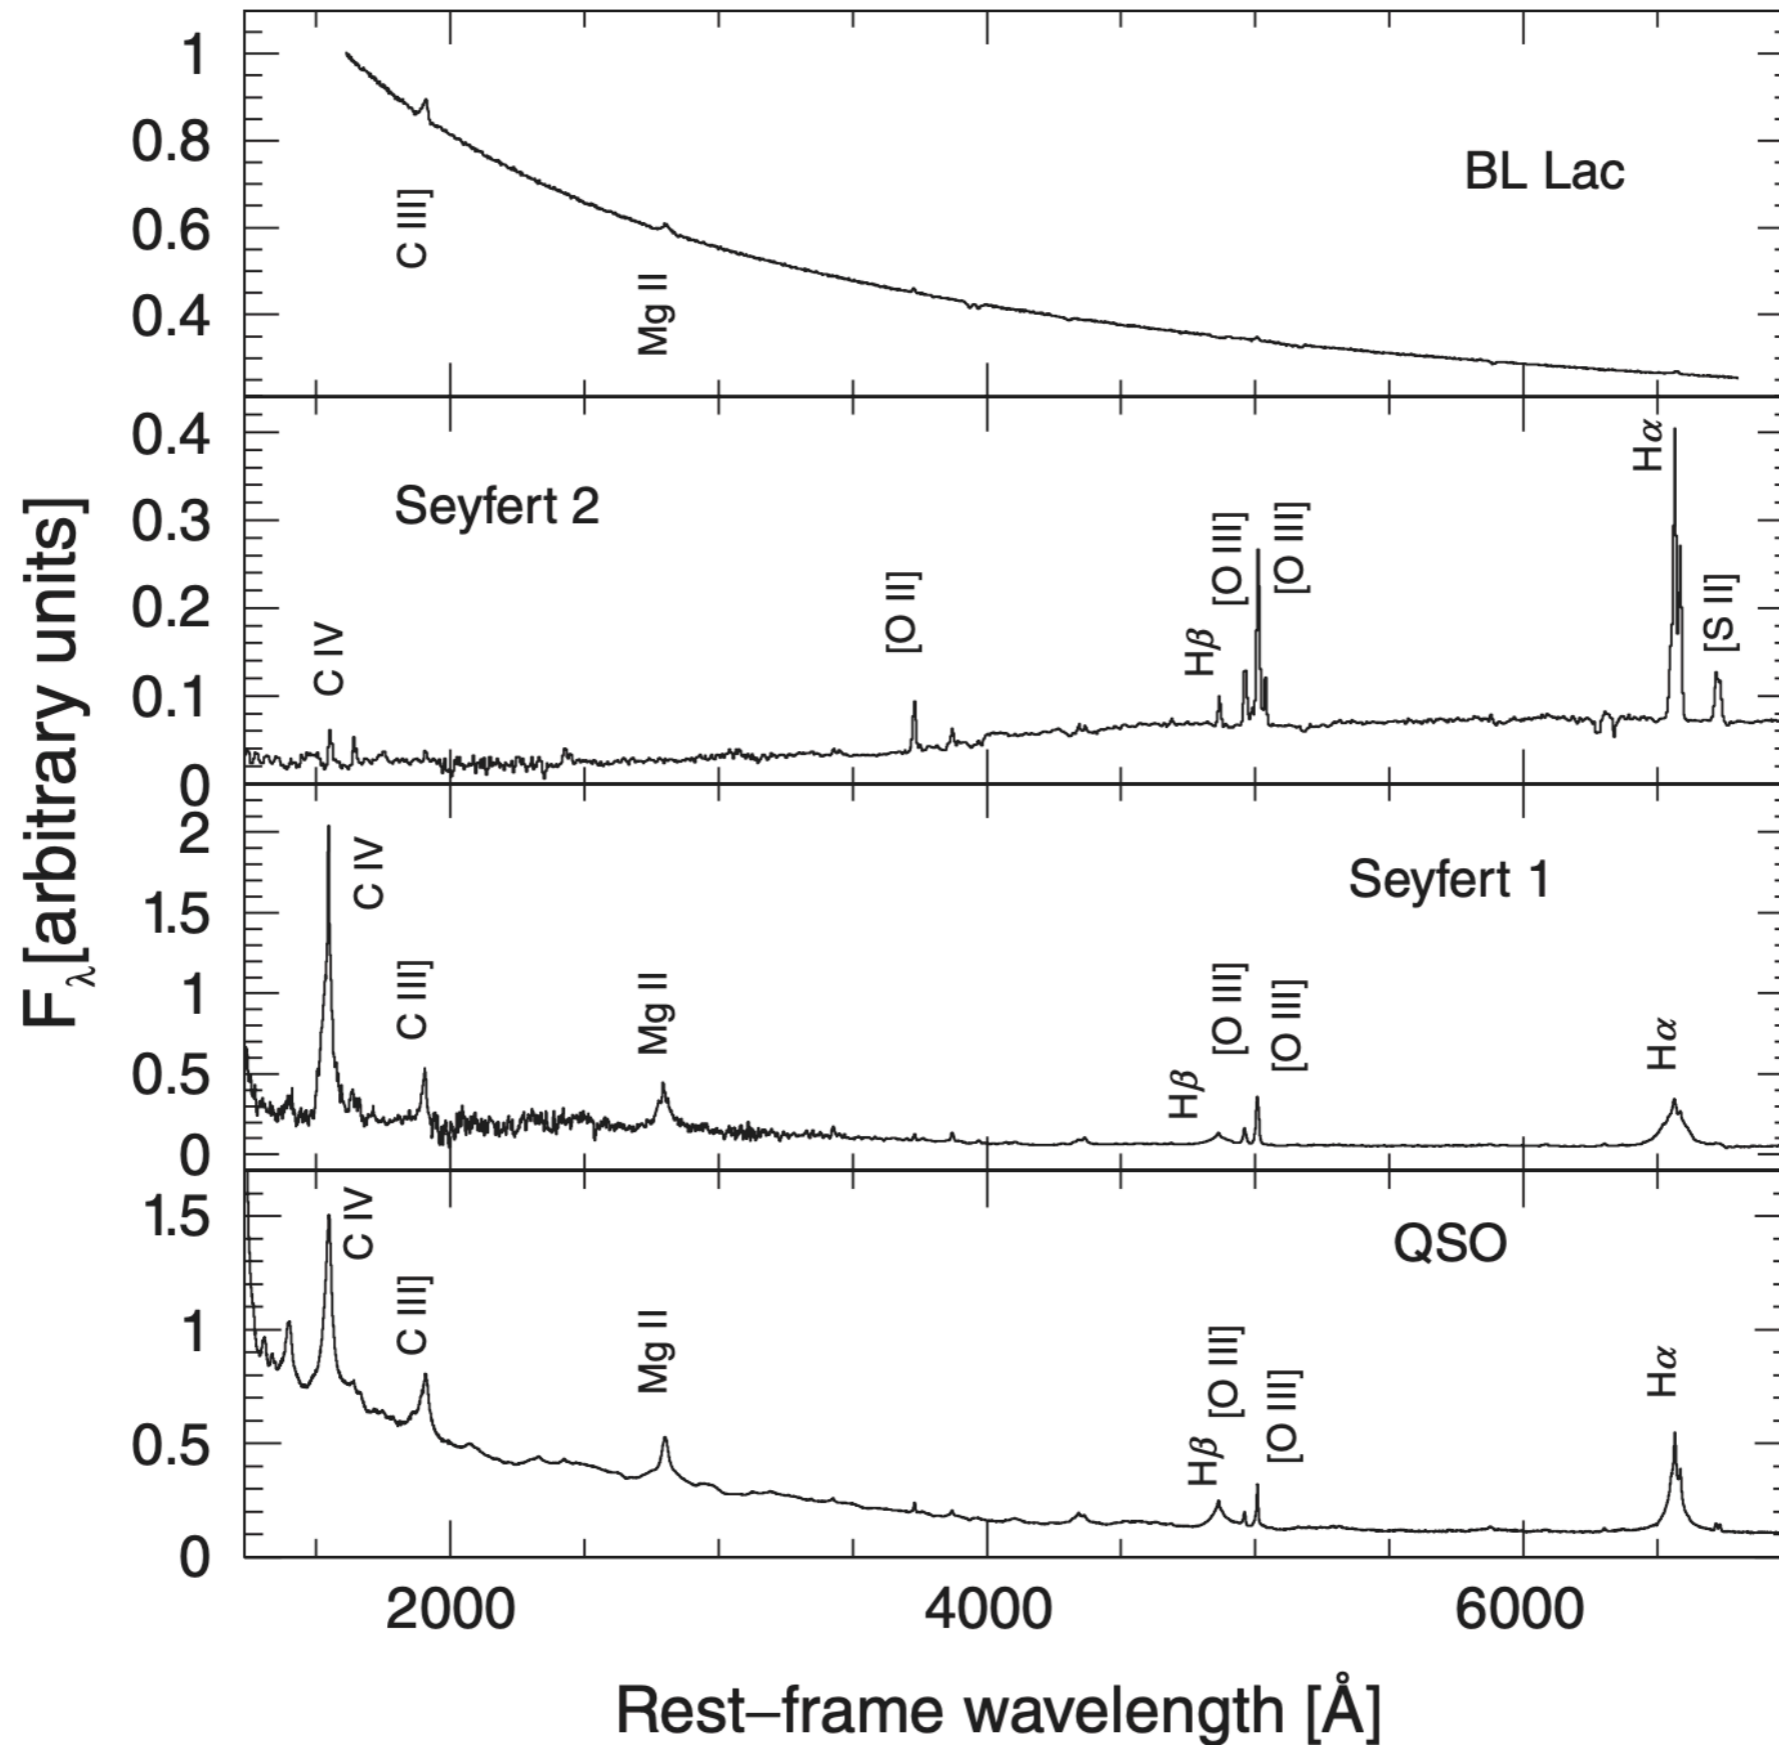 F_λ [arbitrary units]
1
0.8
0.6
0.4
BL Lac
C III]
Mg II
0.4
0.3
0.2
0.1
0
Seyfert 2
C IV
[O II]
Hβ
[O III]
[O III]
Hα
[S II]
2
1.5
1
0.5
0
Seyfert 1
C IV
C III]
Mg II
Hβ
[O III]
[O III]
Hα
1.5
1
0.5
0
QSO
C IV
C III]
Mg II
Hβ
[O III]
[O III]
Hα
2000
4000
6000
Rest–frame wavelength [Å]